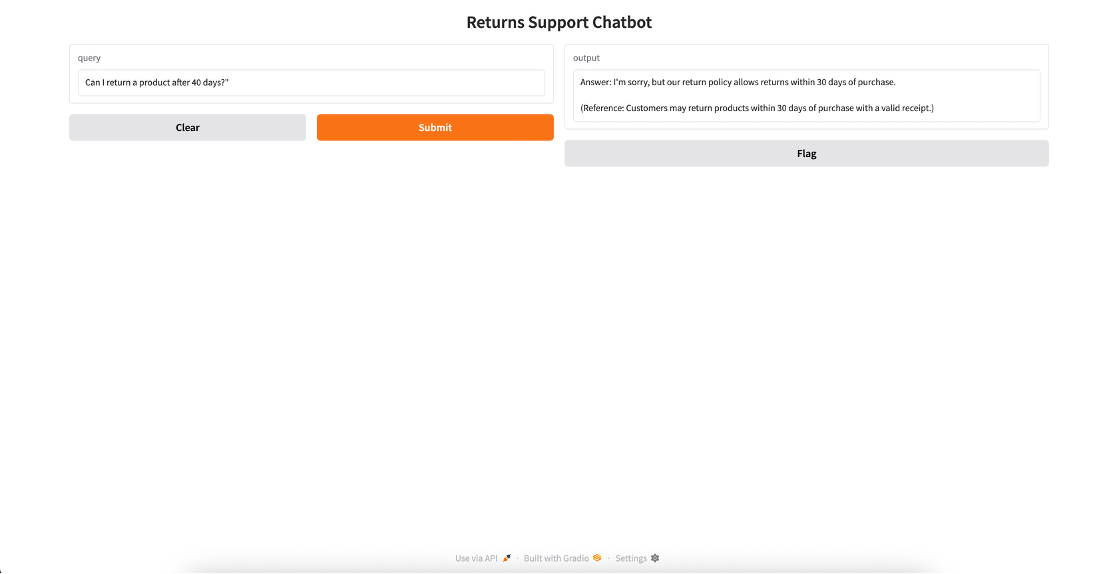 Returns Support Chatbot
query
Can I return a product after 40 days?"
Clear
Submit
output
Answer: I'm sorry, but our return policy allows returns within 30 days of purchase.
(Reference: Customers may return products within 30 days of purchase with a valid receipt.)
Flag
Use via API · Built with Gradio · Settings